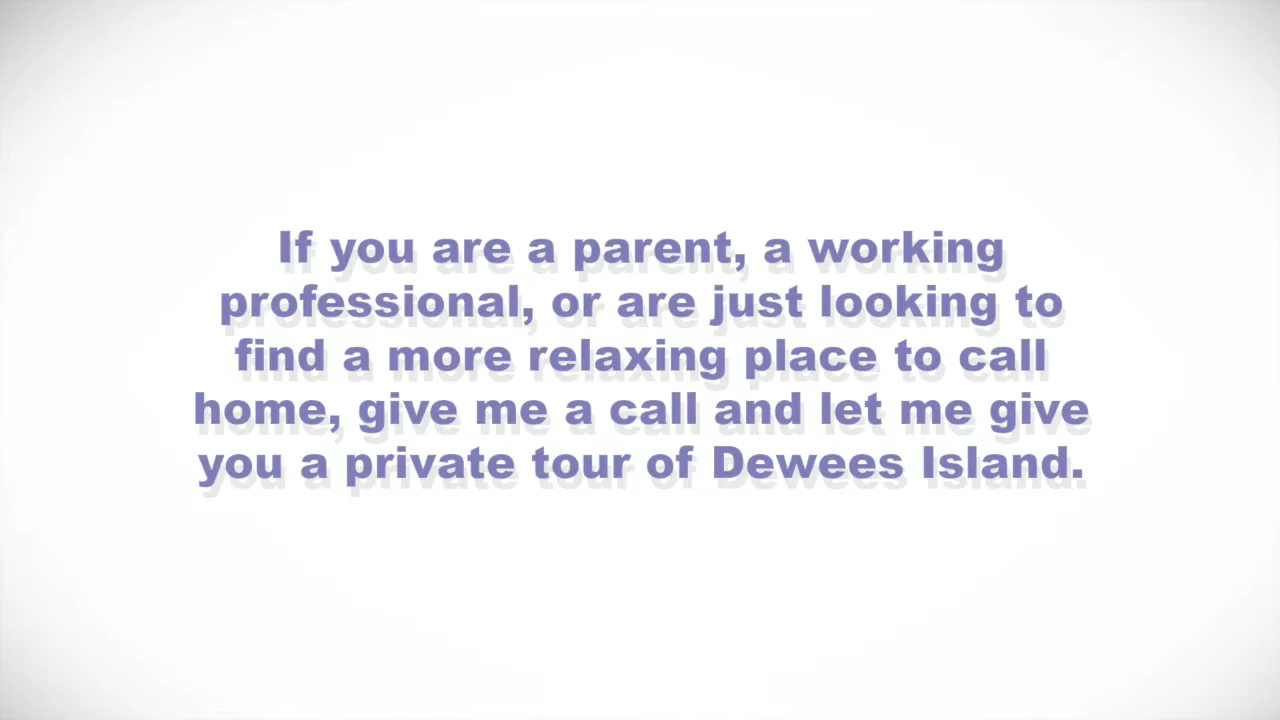 If you are a parent, a working
professional, or are just looking to
find a more relaxing place to call
home, give me a call and let me give
you a private tour of Dewees Island.